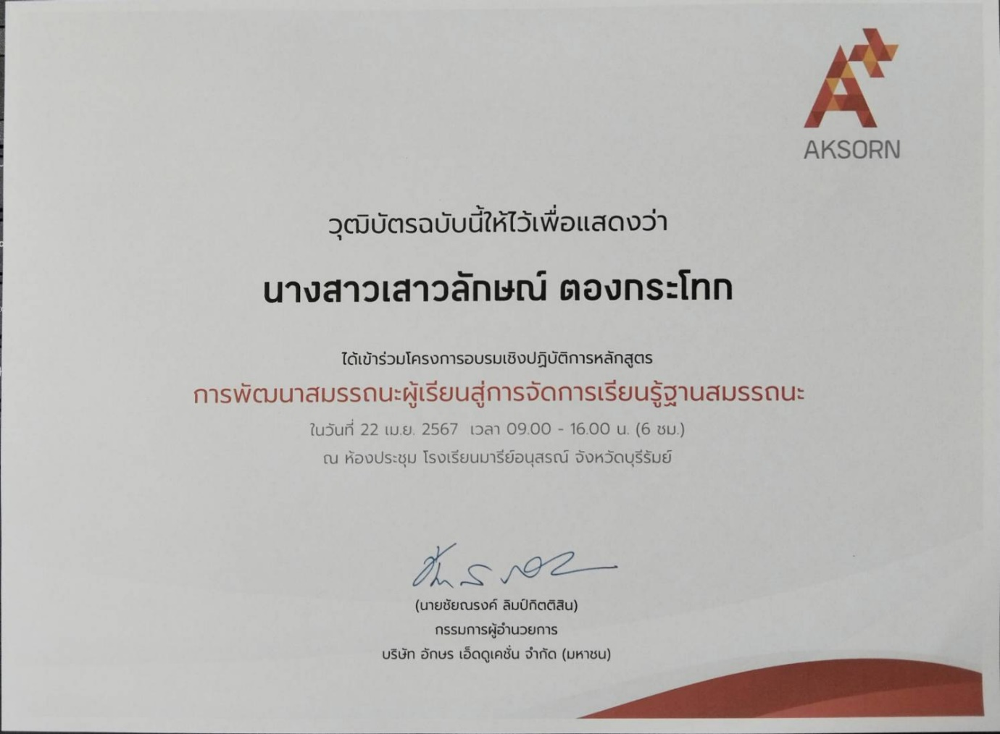 AKSORN
วุฒิบัตรฉบับนี้ให้ไว้เพื่อแสดงว่า
นางสาวเสาวลักษณ์ ตองกระโทก
ได้เข้าร่วมโครงการอบรมเชิงปฏิบัติการหลักสูตร
การพัฒนาสมรรถนะผู้เรียนสู่การจัดการเรียนรู้ฐานสมรรถนะ
ในวันที่ 22 เม.ย. 2567 เวลา 09.00 - 16.00 น. (6 ชม.)
ณ ห้องประชุม โรงเรียนมารีย์อนุสรณ์ จังหวัดบุรีรัมย์
(นายชัยณรงค์ ลิมป์กิตติสิน)
กรรมการผู้อำนวยการ
บริษัท อักษร เอ็ดดูเคชั่น จำกัด (มหาชน)